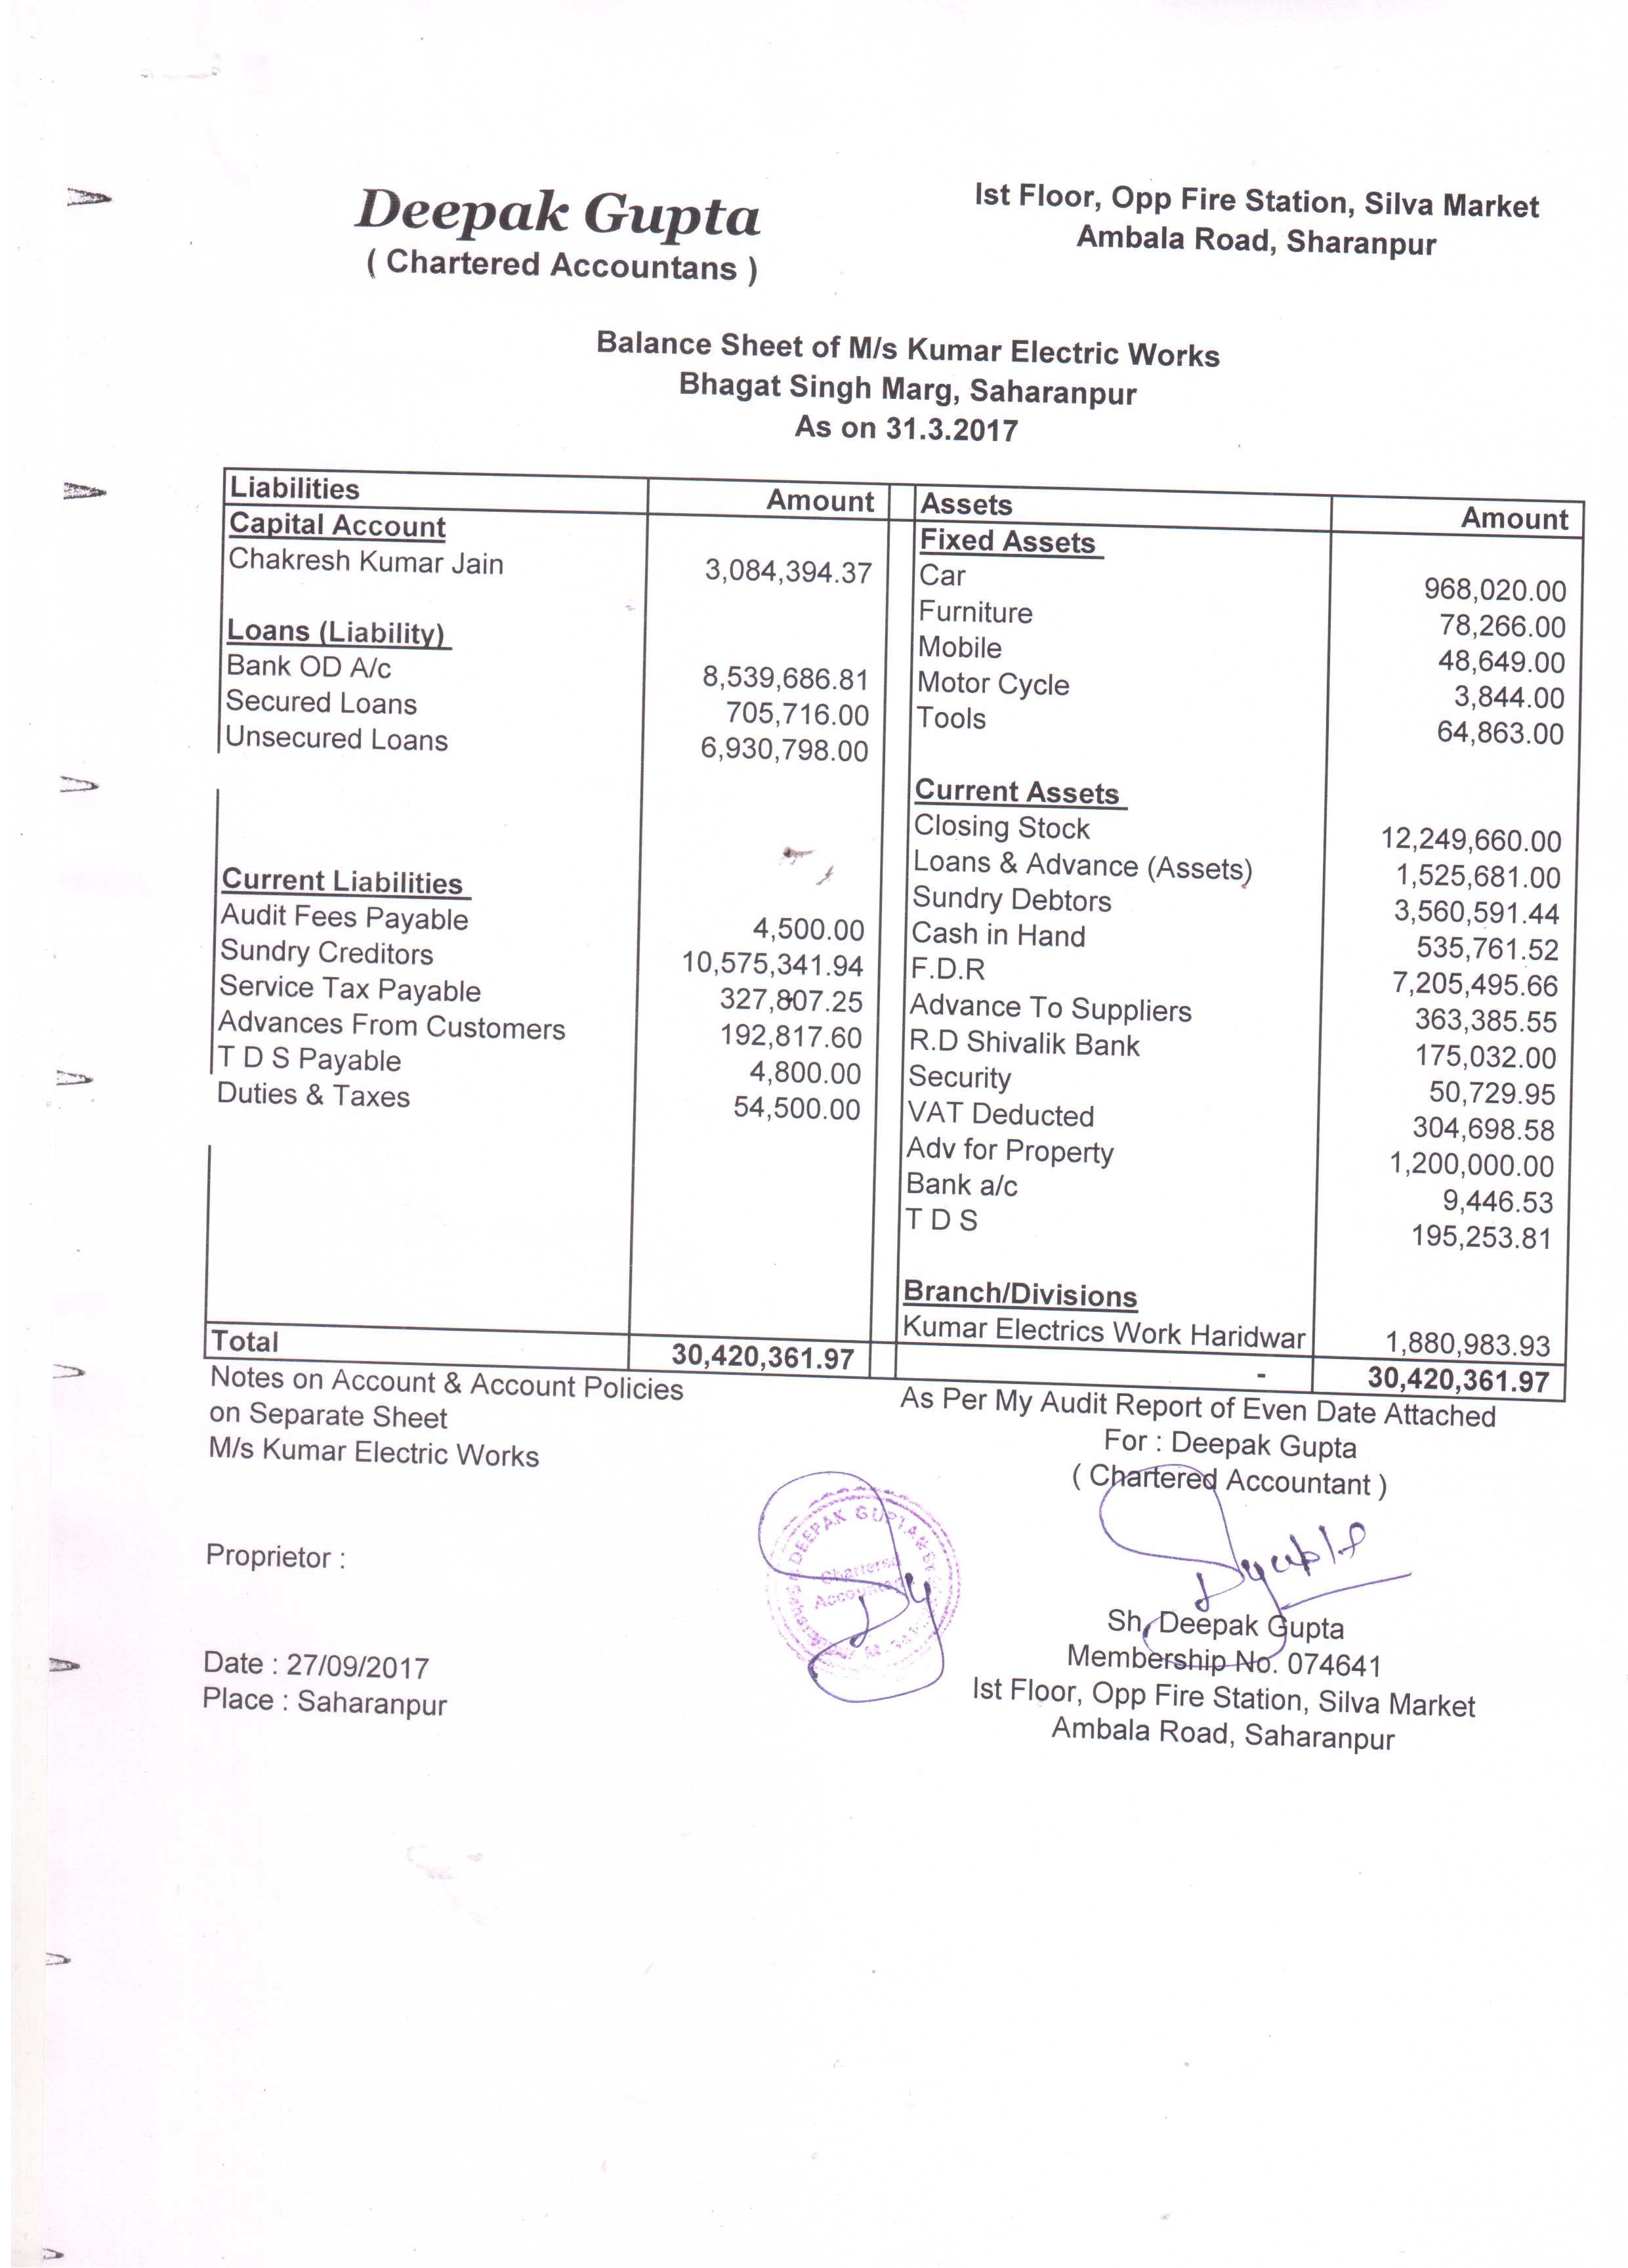 Deepak Gupta
( Chartered Accountans )
Ist Floor, Opp Fire Station, Silva Market
Ambala Road, Sharanpur
Balance Sheet of M/s Kumar Electric Works
Bhagat Singh Marg, Saharanpur
As on 31.3.2017
Liabilities Amount Assets Amount
Capital Account Fixed Assets
Chakresh Kumar Jain 3,084,394.37 Car 968,020.00
Furniture 78,266.00
Loans (Liability) Mobile 48,649.00
Bank OD A/c 8,539,686.81 Motor Cycle 3,844.00
Secured Loans 705,716.00 Tools 64,863.00
Unsecured Loans 6,930,798.00
Current Assets
Closing Stock 12,249,660.00
Loans & Advance (Assets) 1,525,681.00
Current Liabilities Sundry Debtors 3,560,591.44
Audit Fees Payable 4,500.00 Cash in Hand 535,761.52
Sundry Creditors 10,575,341.94 F.D.R 7,205,495.66
Service Tax Payable 327,807.25 Advance To Suppliers 363,385.55
Advances From Customers 192,817.60 R.D Shivalik Bank 175,032.00
T D S Payable 4,800.00 Security 50,729.95
Duties & Taxes 54,500.00 VAT Deducted 304,698.58
Adv for Property 1,200,000.00
Bank a/c 9,446.53
T D S 195,253.81
Branch/Divisions
Kumar Electrics Work Haridwar 1,880,983.93
Total 30,420,361.97 - 30,420,361.97
Notes on Account & Account Policies
on Separate Sheet
M/s Kumar Electric Works
As Per My Audit Report of Even Date Attached
For : Deepak Gupta
( Chartered Accountant )
Proprietor :
DEEPAK GUPTA
Chartered
Accountant
Dgupta
Sh. Deepak Gupta
Membership No. 074641
Ist Floor, Opp Fire Station, Silva Market
Ambala Road, Saharanpur
Date : 27/09/2017
Place : Saharanpur